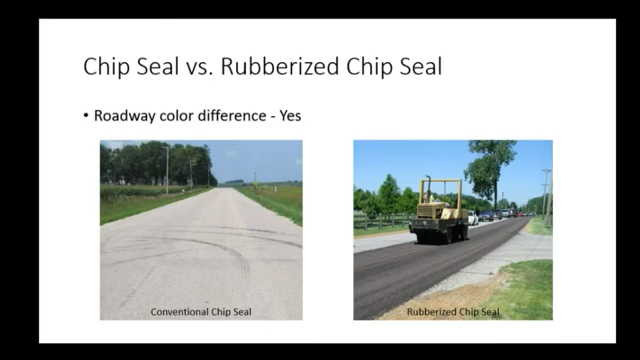 Chip Seal vs. Rubberized Chip Seal
• Roadway color difference - Yes
Conventional Chip Seal
Rubberized Chip Seal